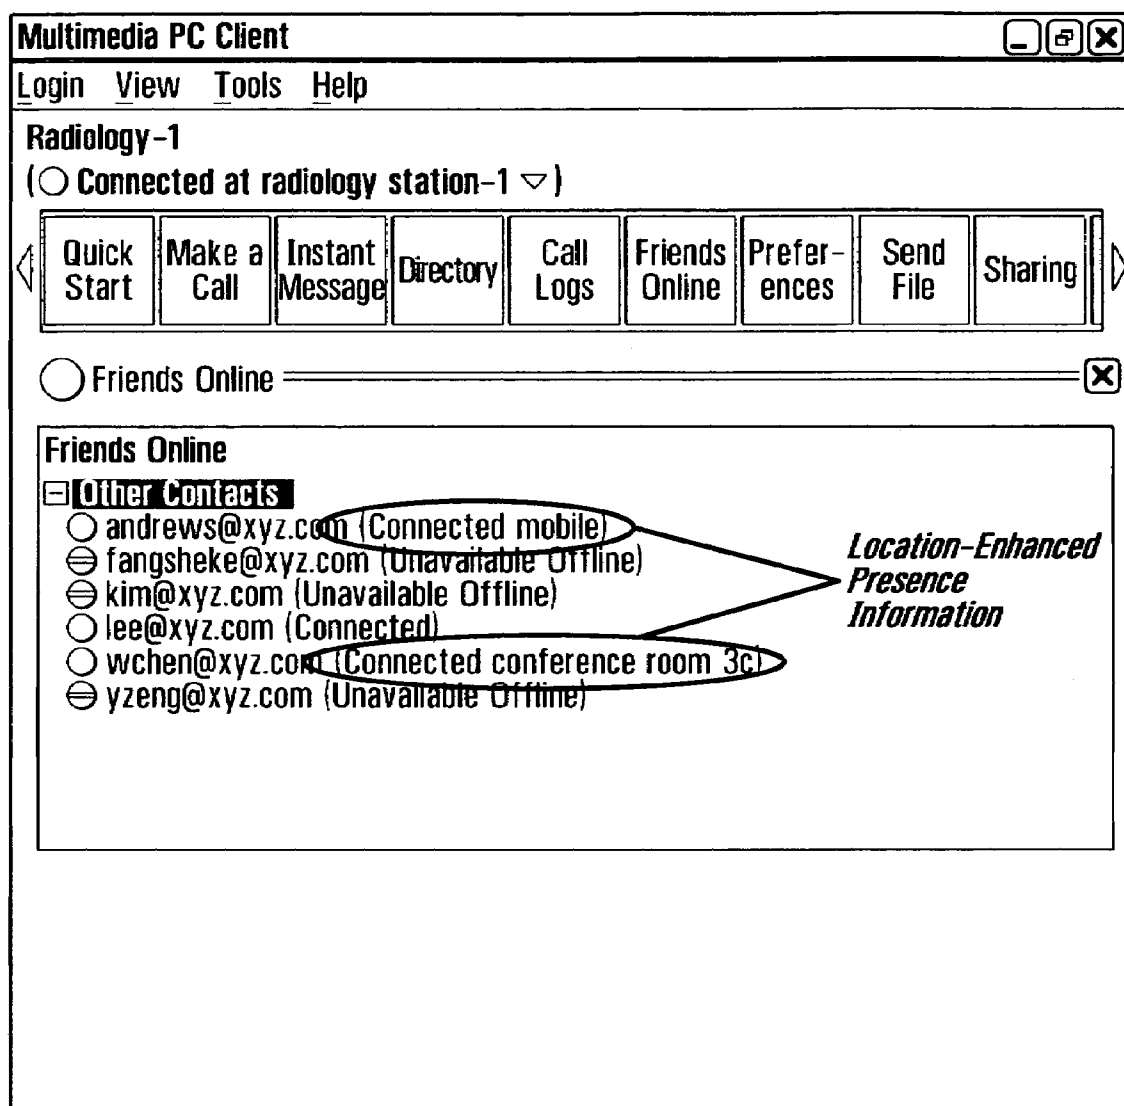 Multimedia PC Client
Login View Tools Help
Radiology-1
(Connected at radiology station-1)
Quick Start
Make a Call
Instant Message
Directory
Call Logs
Friends Online
Prefer-ences
Send File
Sharing
Friends Online
Friends Online
Other Contacts
andrews@xyz.com (Connected mobile)
fangsheke@xyz.com (Unavailable Offline)
kim@xyz.com (Unavailable Offline)
lee@xyz.com (Connected)
wchen@xyz.com (Connected conference room 3c)
yzeng@xyz.com (Unavailable Offline)
Location-Enhanced
Presence
Information